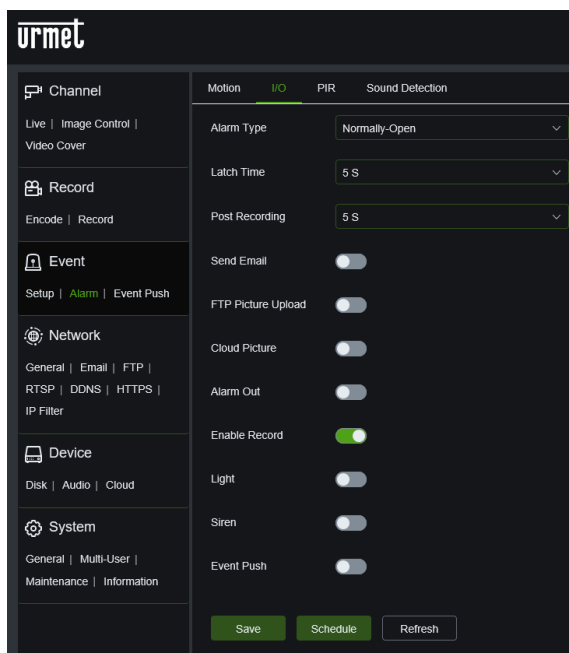 urmet
Channel
Live | Image Control |
Video Cover
Record
Encode | Record
Event
Setup | Alarm | Event Push
Network
General | Email | FTP |
RTSP | DDNS | HTTPS |
IP Filter
Device
Disk | Audio | Cloud
System
General | Multi-User |
Maintenance | Information
Motion I/O PIR Sound Detection
Alarm Type Normally-Open
Latch Time 5 S
Post Recording 5 S
Send Email
FTP Picture Upload
Cloud Picture
Alarm Out
Enable Record
Light
Siren
Event Push
Save Schedule Refresh